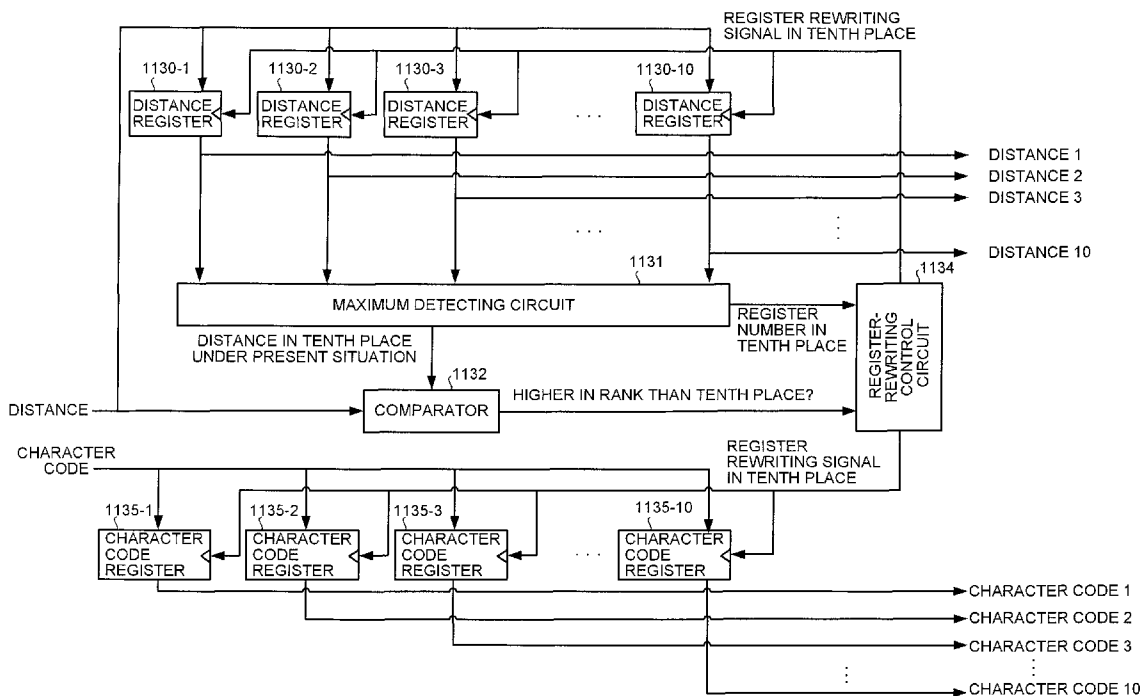 REGISTER REWRITING
SIGNAL IN TENTH PLACE
1130-1
1130-2
1130-3
1130-10
DISTANCE
REGISTER
DISTANCE
REGISTER
DISTANCE
REGISTER
. . .
DISTANCE
REGISTER
DISTANCE 1
DISTANCE 2
DISTANCE 3
. . .
DISTANCE 10
1131
1134
MAXIMUM DETECTING CIRCUIT
REGISTER
NUMBER IN
TENTH PLACE
REGISTER-
REWRITING
CONTROL
CIRCUIT
DISTANCE IN TENTH PLACE
UNDER PRESENT SITUATION
1132
DISTANCE
COMPARATOR
HIGHER IN RANK THAN TENTH PLACE?
CHARACTER
CODE
REGISTER
REWRITING SIGNAL
IN TENTH PLACE
1135-1
1135-2
1135-3
1135-10
CHARACTER
CODE
REGISTER
CHARACTER
CODE
REGISTER
CHARACTER
CODE
REGISTER
. . .
CHARACTER
CODE
REGISTER
CHARACTER CODE 1
CHARACTER CODE 2
CHARACTER CODE 3
CHARACTER CODE 10